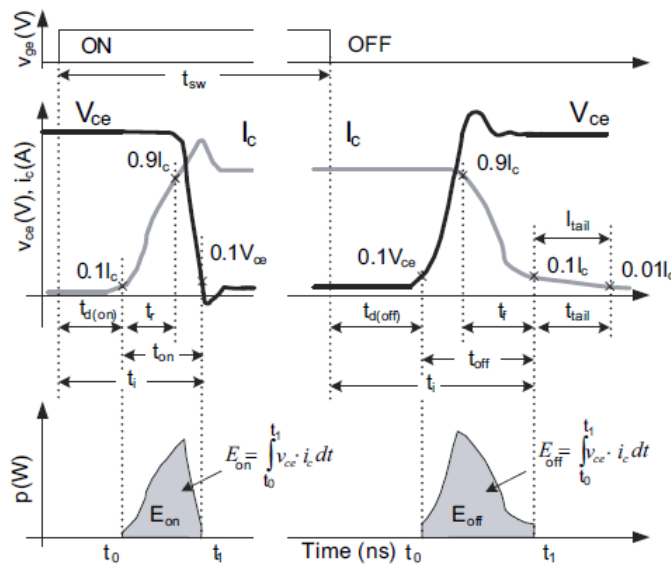 v_ge(V)
ON
OFF
t_sw
v_ce(V), i_c(A)
V_ce
I_c
I_c
V_ce
0.9I_c
0.9I_c
I_tail
0.1I_c
0.1V_ce
0.1V_ce
0.1I_c
0.01I_c
t_d(on)
t_r
t_d(off)
t_f
t_tail
t_on
t_off
t_i
t_i
p(W)
E_on = ∫_t0^t1 v_ce · i_c dt
E_off = ∫_t0^t1 v_ce · i_c dt
E_on
E_off
t_0
t_1
Time (ns)
t_0
t_1